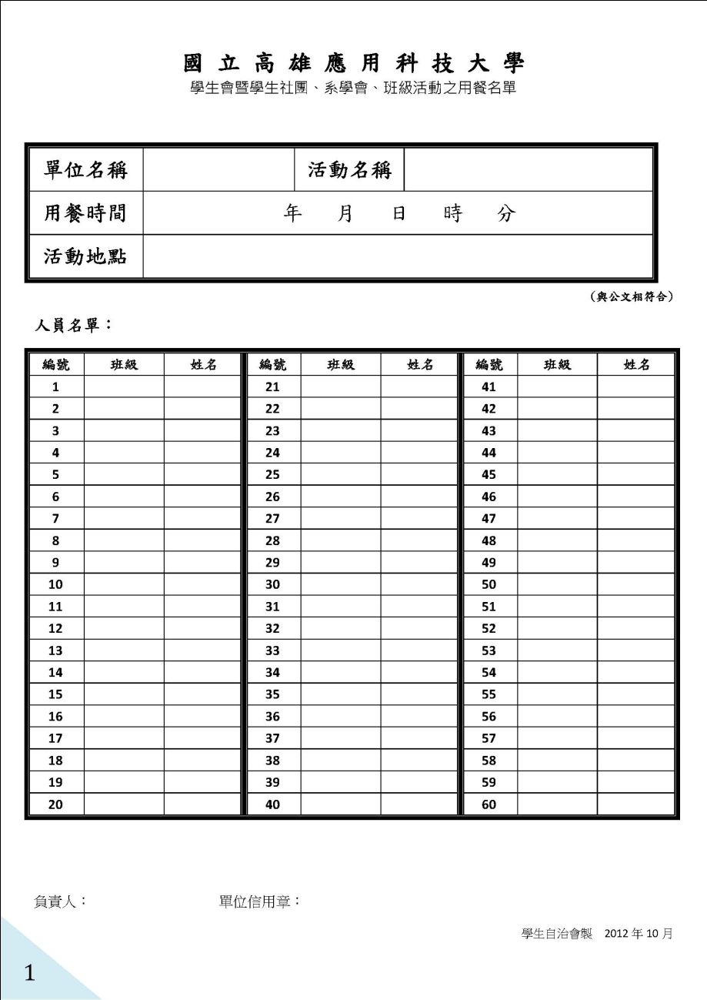 國立高雄應用科技大學
學生會暨學生社團、系學會、班級活動之用餐名單
單位名稱 活動名稱
用餐時間 年 月 日 時 分
活動地點
（與公文相符合）
人員名單：
編號 班級 姓名 編號 班級 姓名 編號 班級 姓名
1 21 41
2 22 42
3 23 43
4 24 44
5 25 45
6 26 46
7 27 47
8 28 48
9 29 49
10 30 50
11 31 51
12 32 52
13 33 53
14 34 54
15 35 55
16 36 56
17 37 57
18 38 58
19 39 59
20 40 60
負責人： 單位信用章：
學生自治會製 2012 年 10 月
1